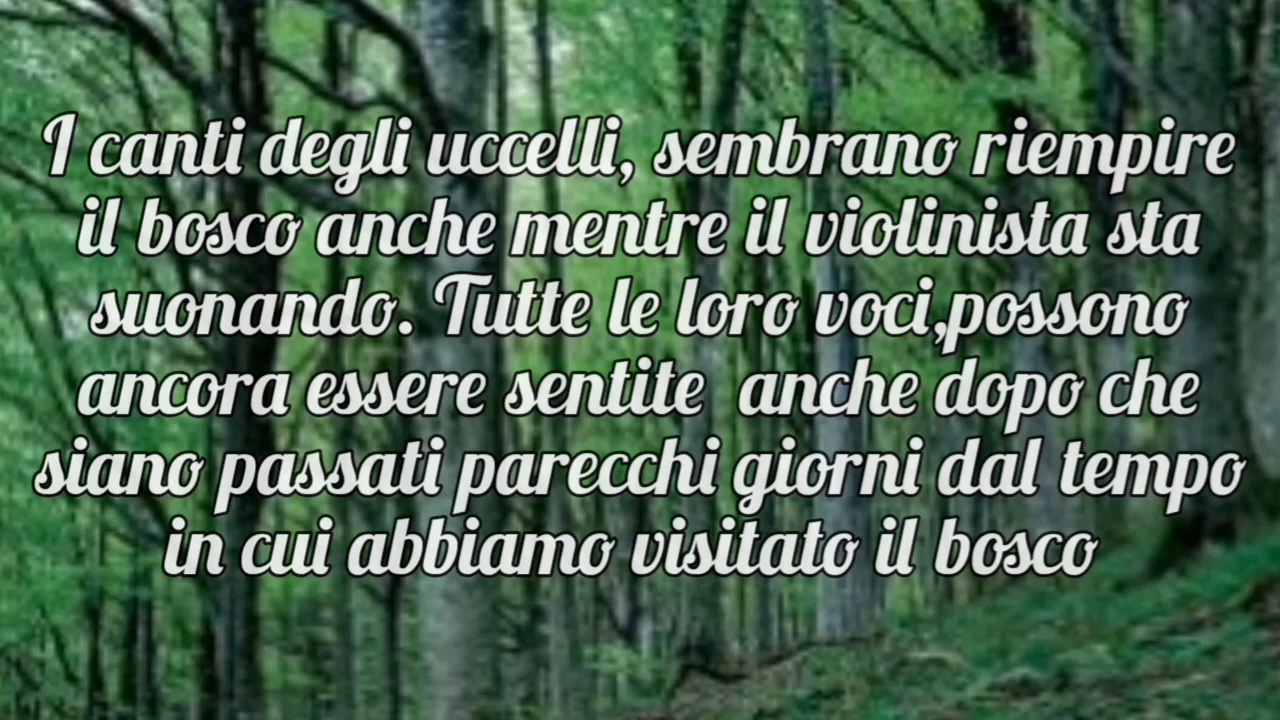 I canti degli uccelli, sembrano riempire
il bosco anche mentre il violinista sta
suonando. Tutte le loro voci,possono
ancora essere sentite  anche dopo che
siano passati parecchi giorni dal tempo
in cui abbiamo visitato il bosco